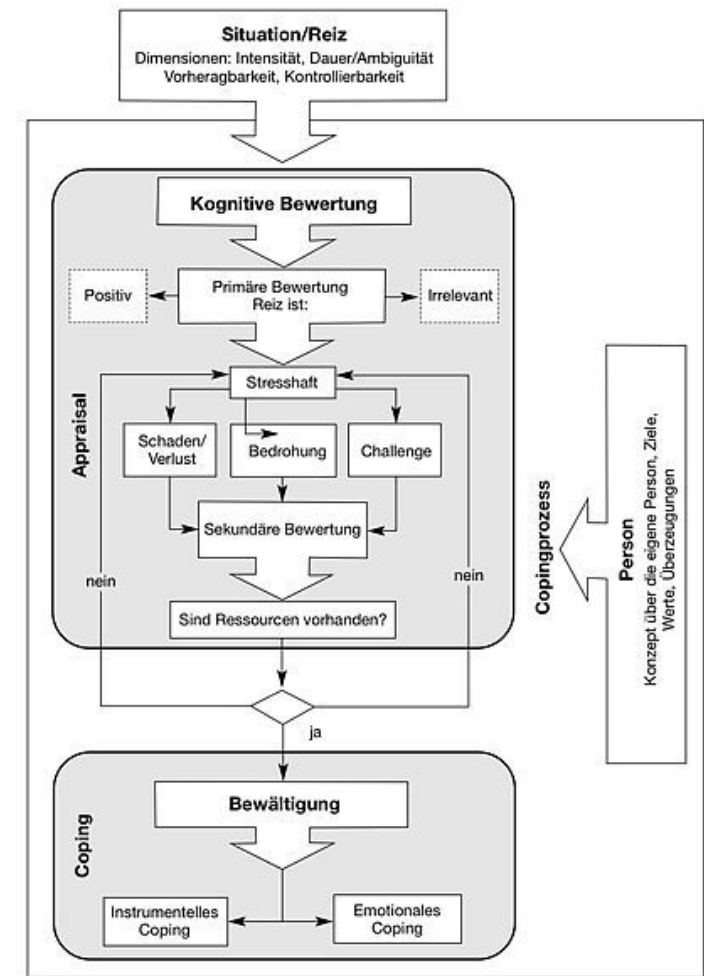 Situation/Reiz
Dimensionen: Intensität, Dauer/Ambiguität
Vorheragbarkeit, Kontrollierbarkeit
Kognitive Bewertung
Positiv
Primäre Bewertung
Reiz ist:
Irrelevant
Appraisal
Stresshaft
Schaden/
Verlust
Bedrohung
Challenge
Sekundäre Bewertung
nein
nein
Sind Ressourcen vorhanden?
ja
Copingprozess
Person
Konzept über die eigene Person, Ziele,
Werte, Überzeugungen
Coping
Bewältigung
Instrumentelles
Coping
Emotionales
Coping